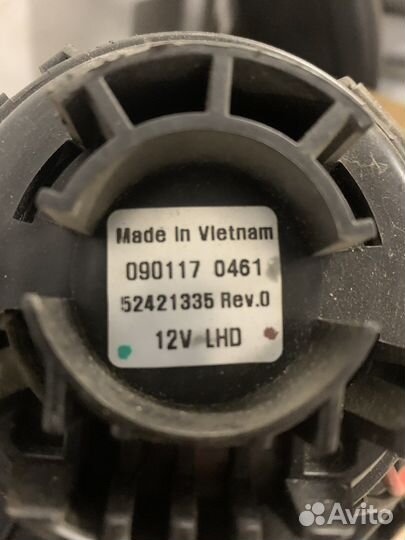 Made in Vietnam
090117 0461
52421335 Rev.0
12V LHD
Avito